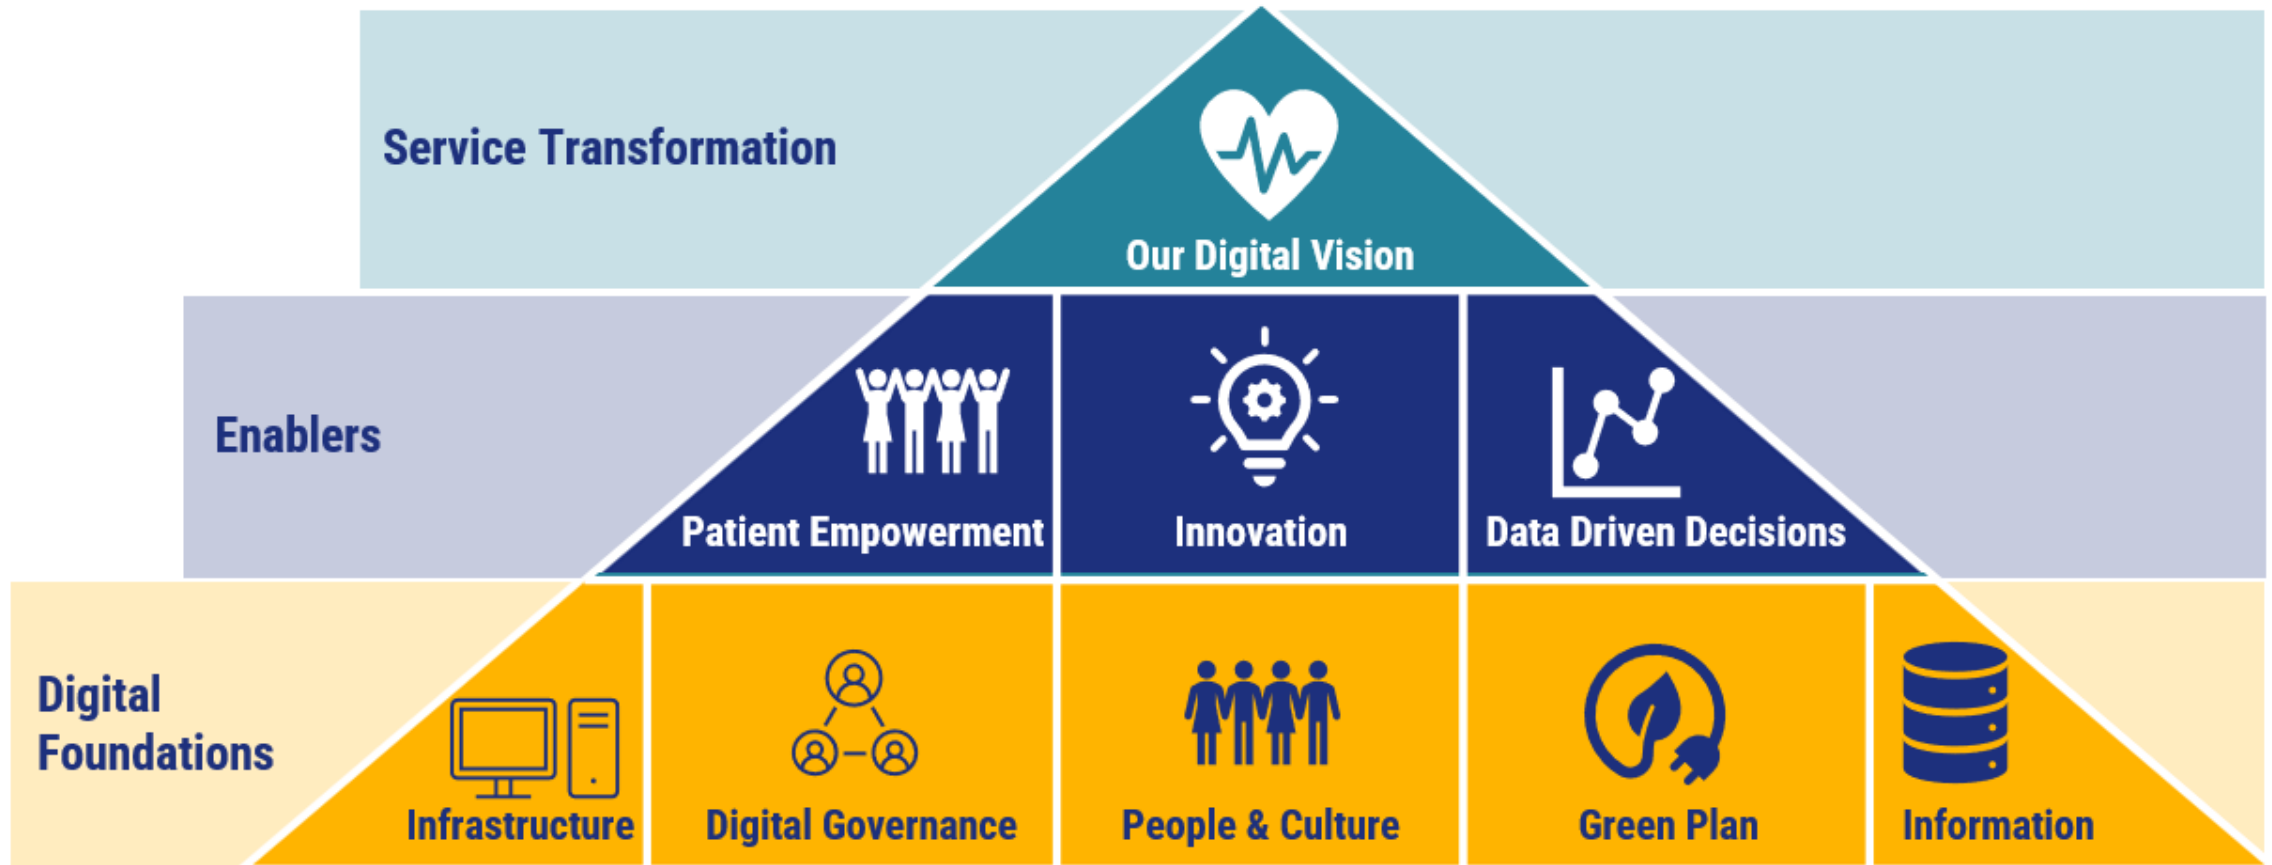 Service Transformation
Our Digital Vision
Enablers
Patient Empowerment
Innovation
Data Driven Decisions
Digital
Foundations
Infrastructure
Digital Governance
People & Culture
Green Plan
Information